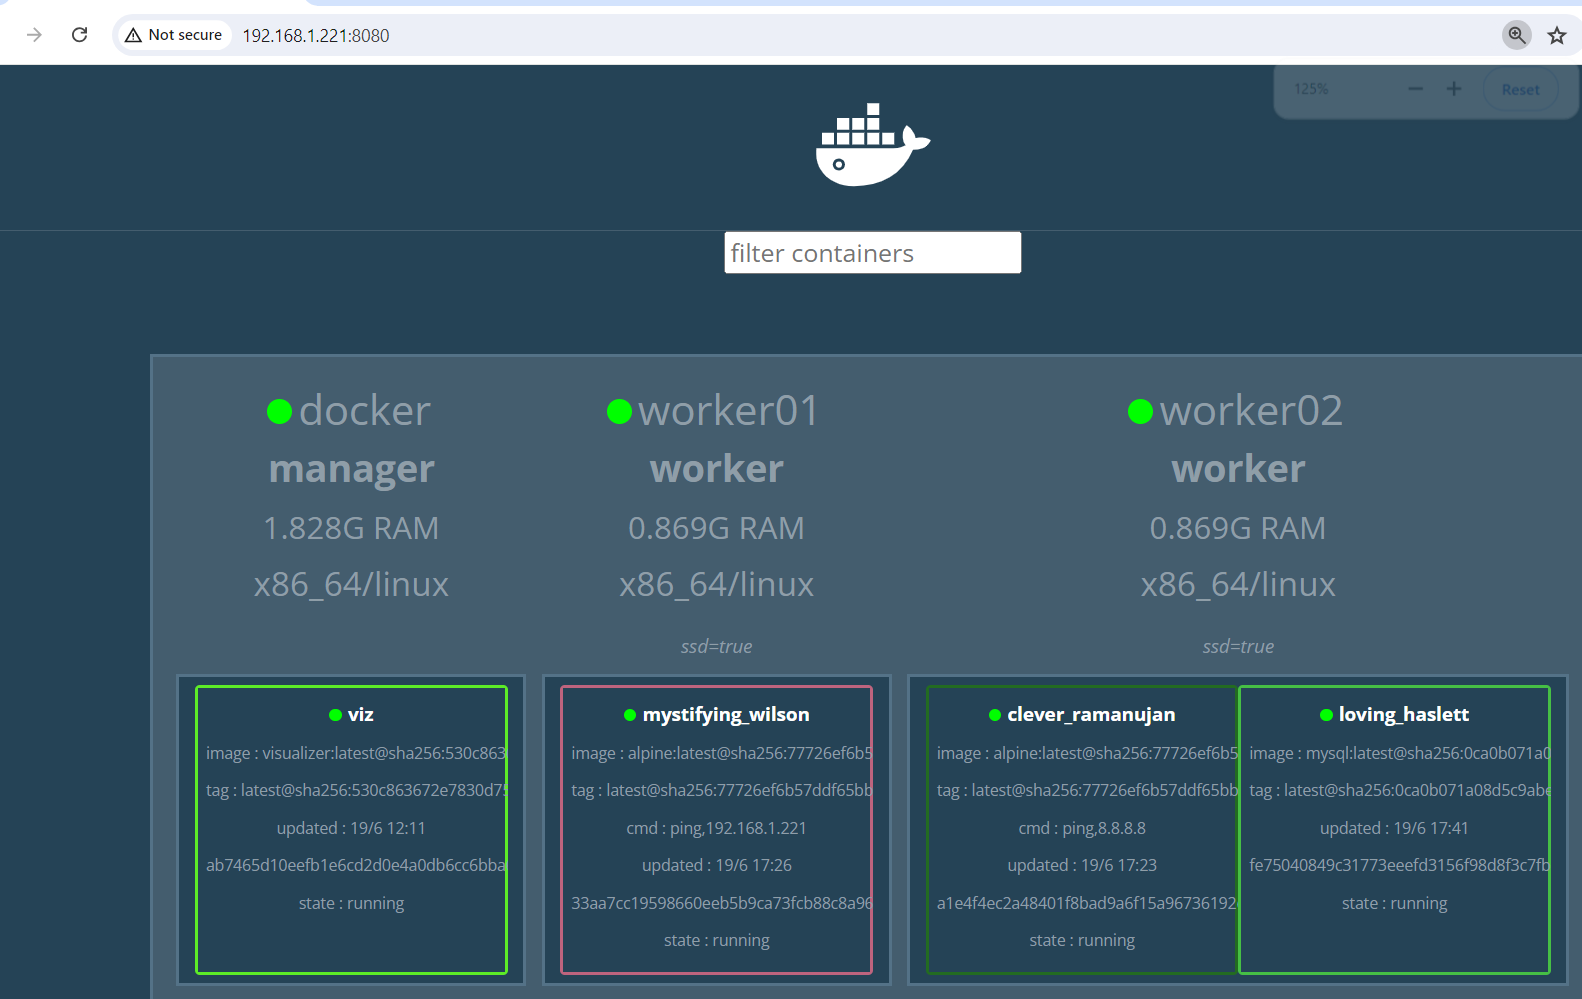 Not secure 192.168.1.221:8080
125% Reset
filter containers
docker
manager
1.828G RAM
x86_64/linux
worker01
worker
0.869G RAM
x86_64/linux
ssd=true
worker02
worker
0.869G RAM
x86_64/linux
ssd=true
viz
image : visualizer:latest@sha256:530c863
tag : latest@sha256:530c863672e7830d75
updated : 19/6 12:11
ab7465d10eefb1e6cd2d0e4a0db6cc6bba
state : running
mystifying_wilson
image : alpine:latest@sha256:77726ef6b5
tag : latest@sha256:77726ef6b57ddf65bb
cmd : ping,192.168.1.221
updated : 19/6 17:26
33aa7cc19598660eeb5b9ca73fcb88c8a96
state : running
clever_ramanujan
image : alpine:latest@sha256:77726ef6b5
tag : latest@sha256:77726ef6b57ddf65bb
cmd : ping,8.8.8.8
updated : 19/6 17:23
a1e4f4ec2a48401f8bad9a6f15a96736192
state : running
loving_haslett
image : mysql:latest@sha256:0ca0b071a0
tag : latest@sha256:0ca0b071a08d5c9abe
updated : 19/6 17:41
fe75040849c31773eeefd3156f98d8f3c7fb
state : running